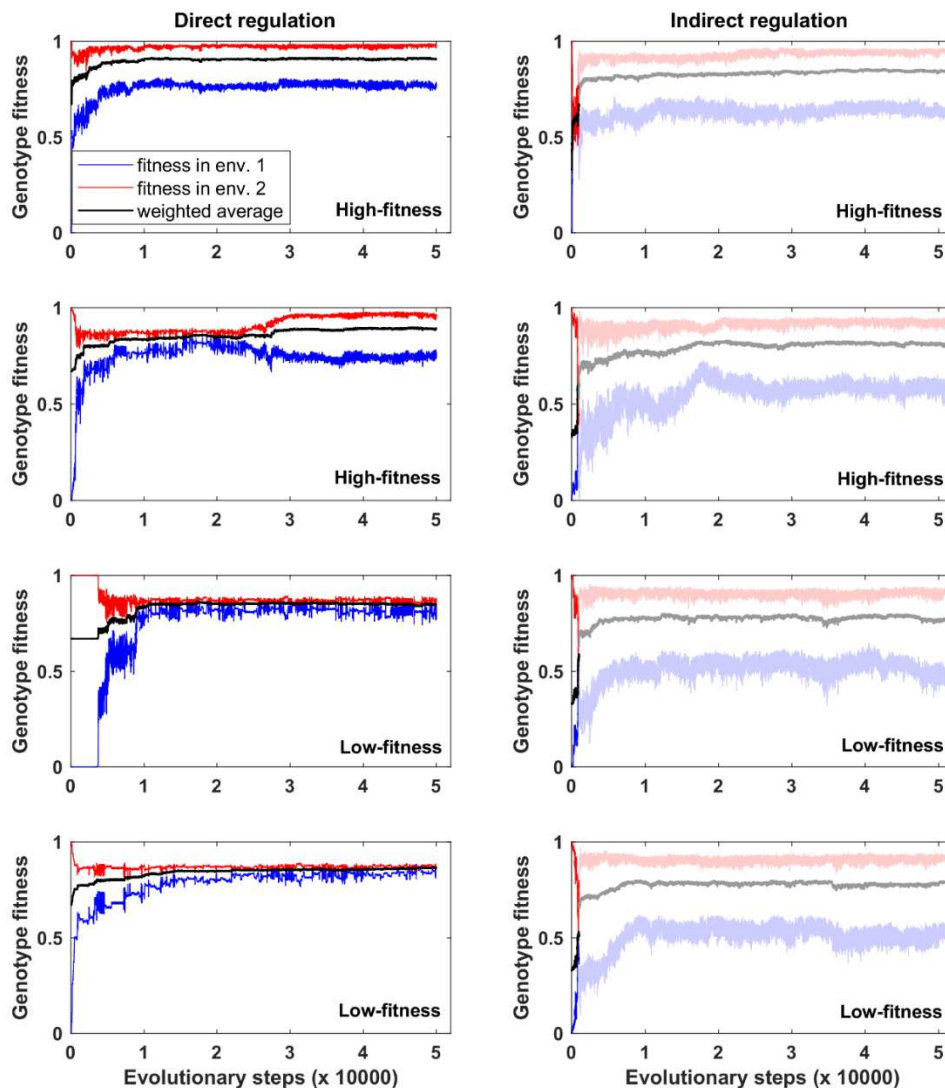 Direct regulation
Indirect regulation
Genotype fitness
1
0.5
0
fitness in env. 1
fitness in env. 2
weighted average
High-fitness
0 1 2 3 4 5
Genotype fitness
1
0.5
0
High-fitness
0 1 2 3 4 5
Genotype fitness
1
0.5
0
High-fitness
0 1 2 3 4 5
Genotype fitness
1
0.5
0
High-fitness
0 1 2 3 4 5
Genotype fitness
1
0.5
0
Low-fitness
0 1 2 3 4 5
Genotype fitness
1
0.5
0
Low-fitness
0 1 2 3 4 5
Genotype fitness
1
0.5
0
Low-fitness
0 1 2 3 4 5
Evolutionary steps (x 10000)
Genotype fitness
1
0.5
0
Low-fitness
0 1 2 3 4 5
Evolutionary steps (x 10000)